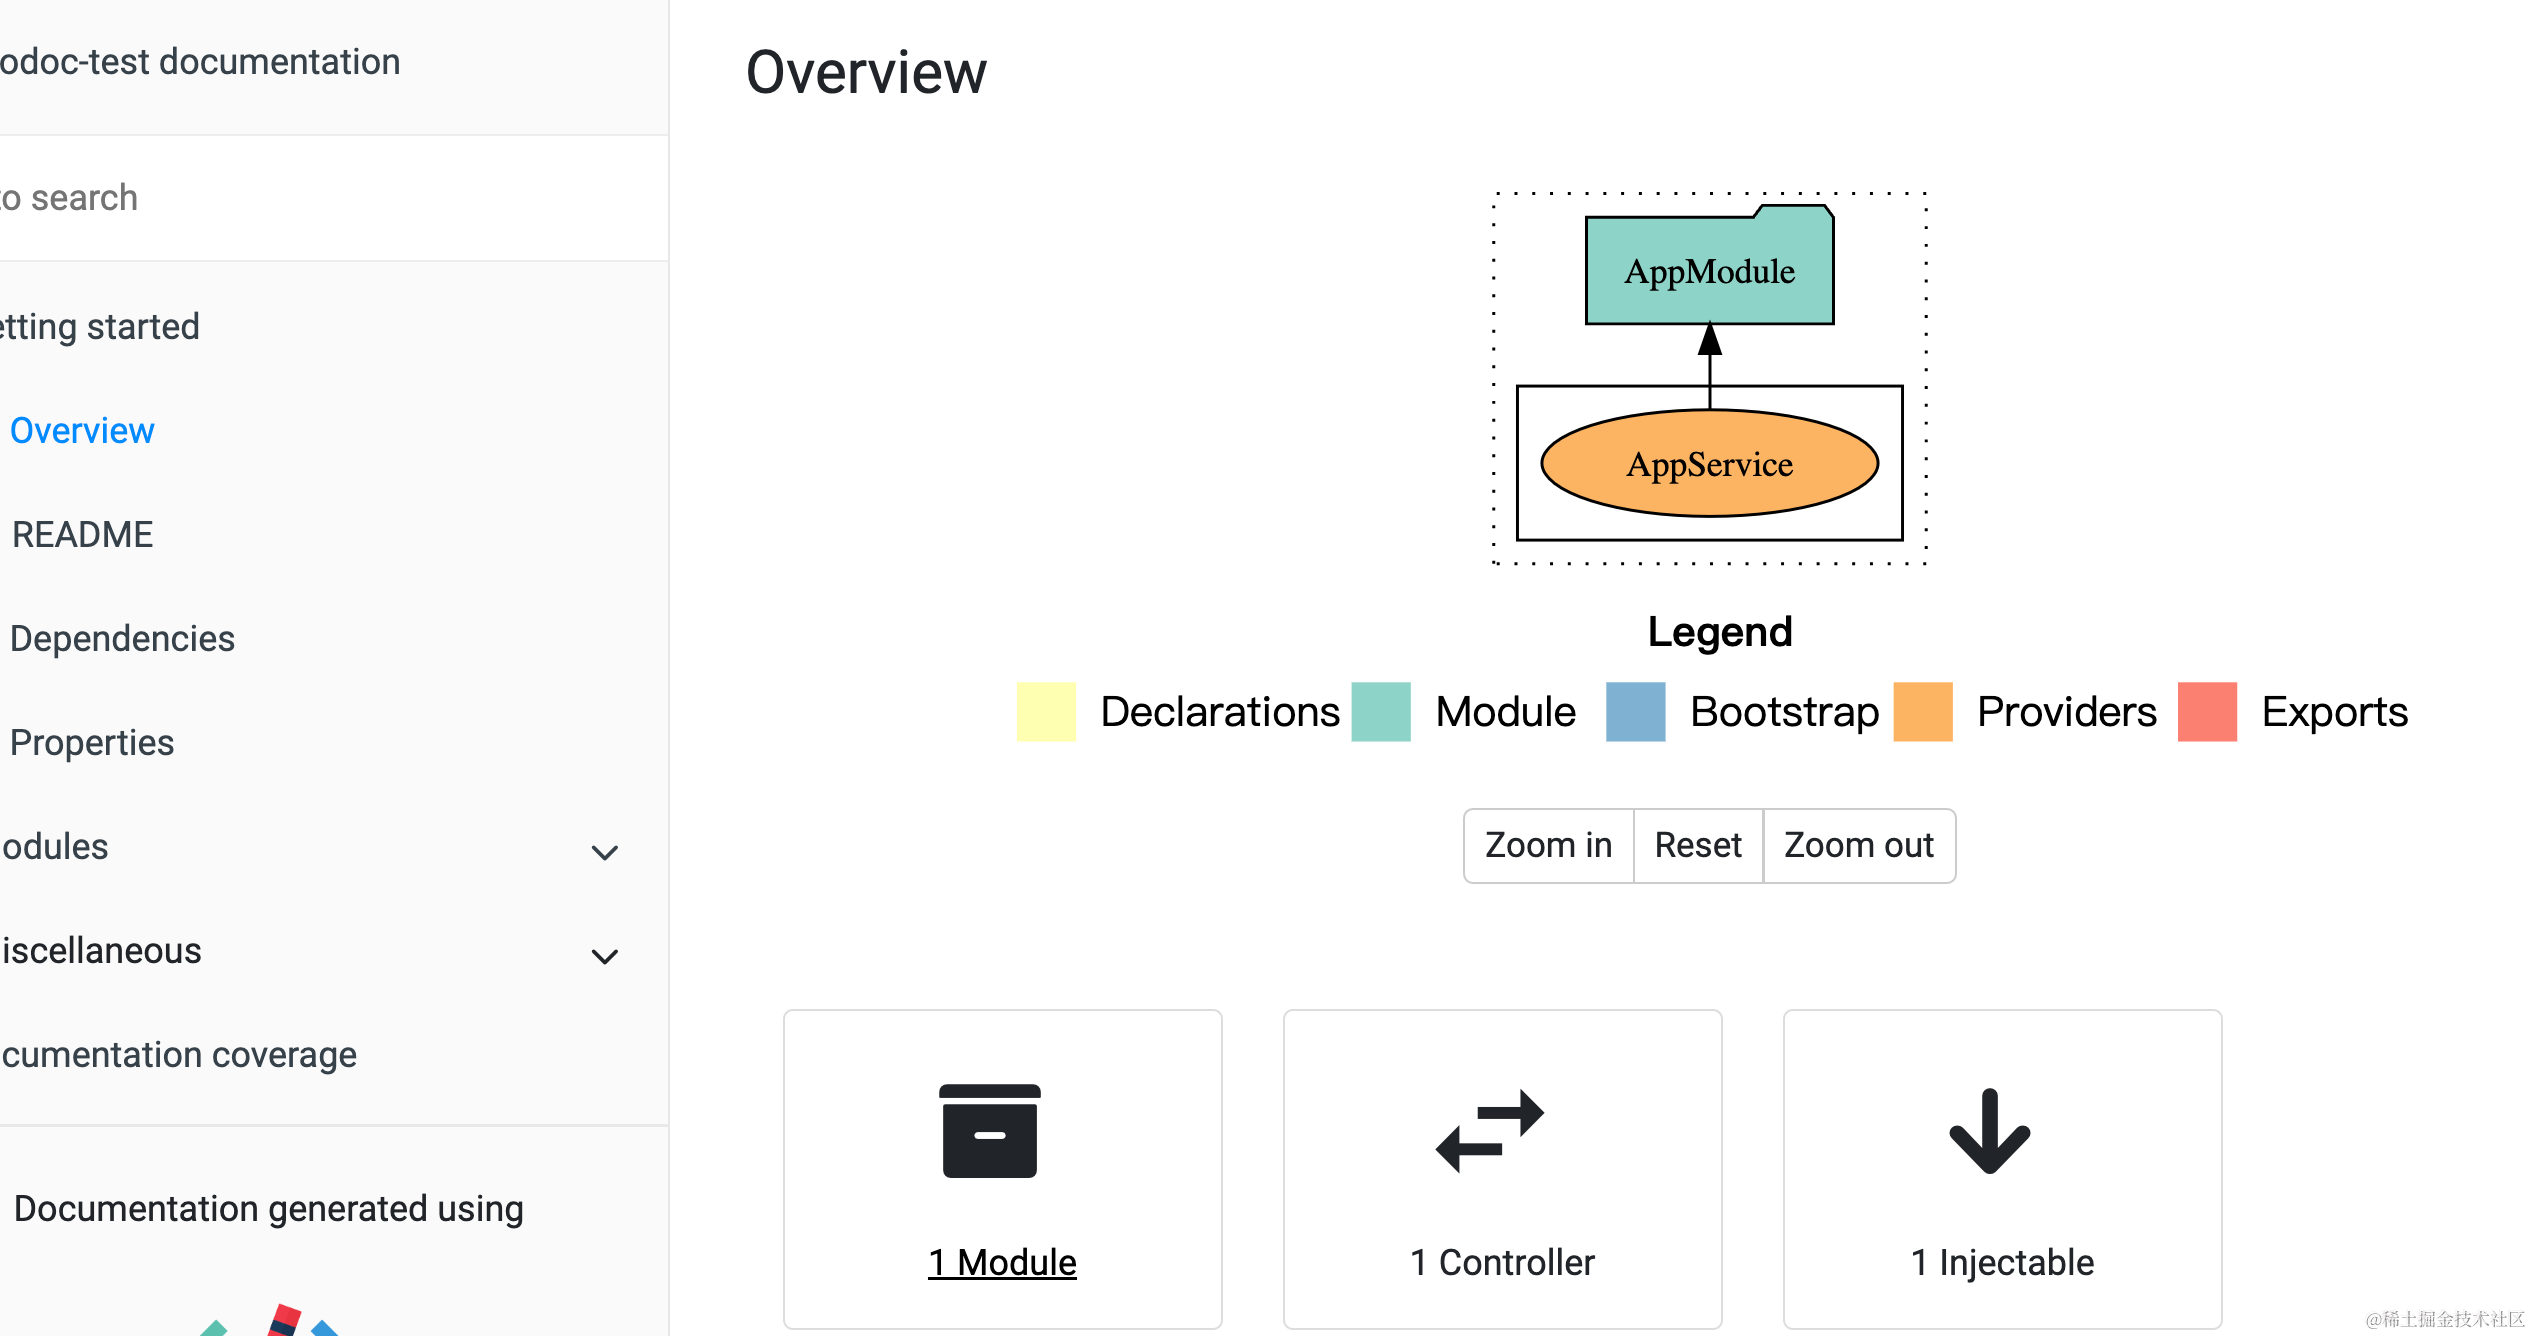 odoc-test documentation
to search
etting started
Overview
README
Dependencies
Properties
odules
iscellaneous
cumentation coverage
Documentation generated using
Overview
AppModule
AppService
Legend
Declarations Module Bootstrap Providers Exports
Zoom in Reset Zoom out
1 Module 1 Controller 1 Injectable
@稀土掘金技术社区